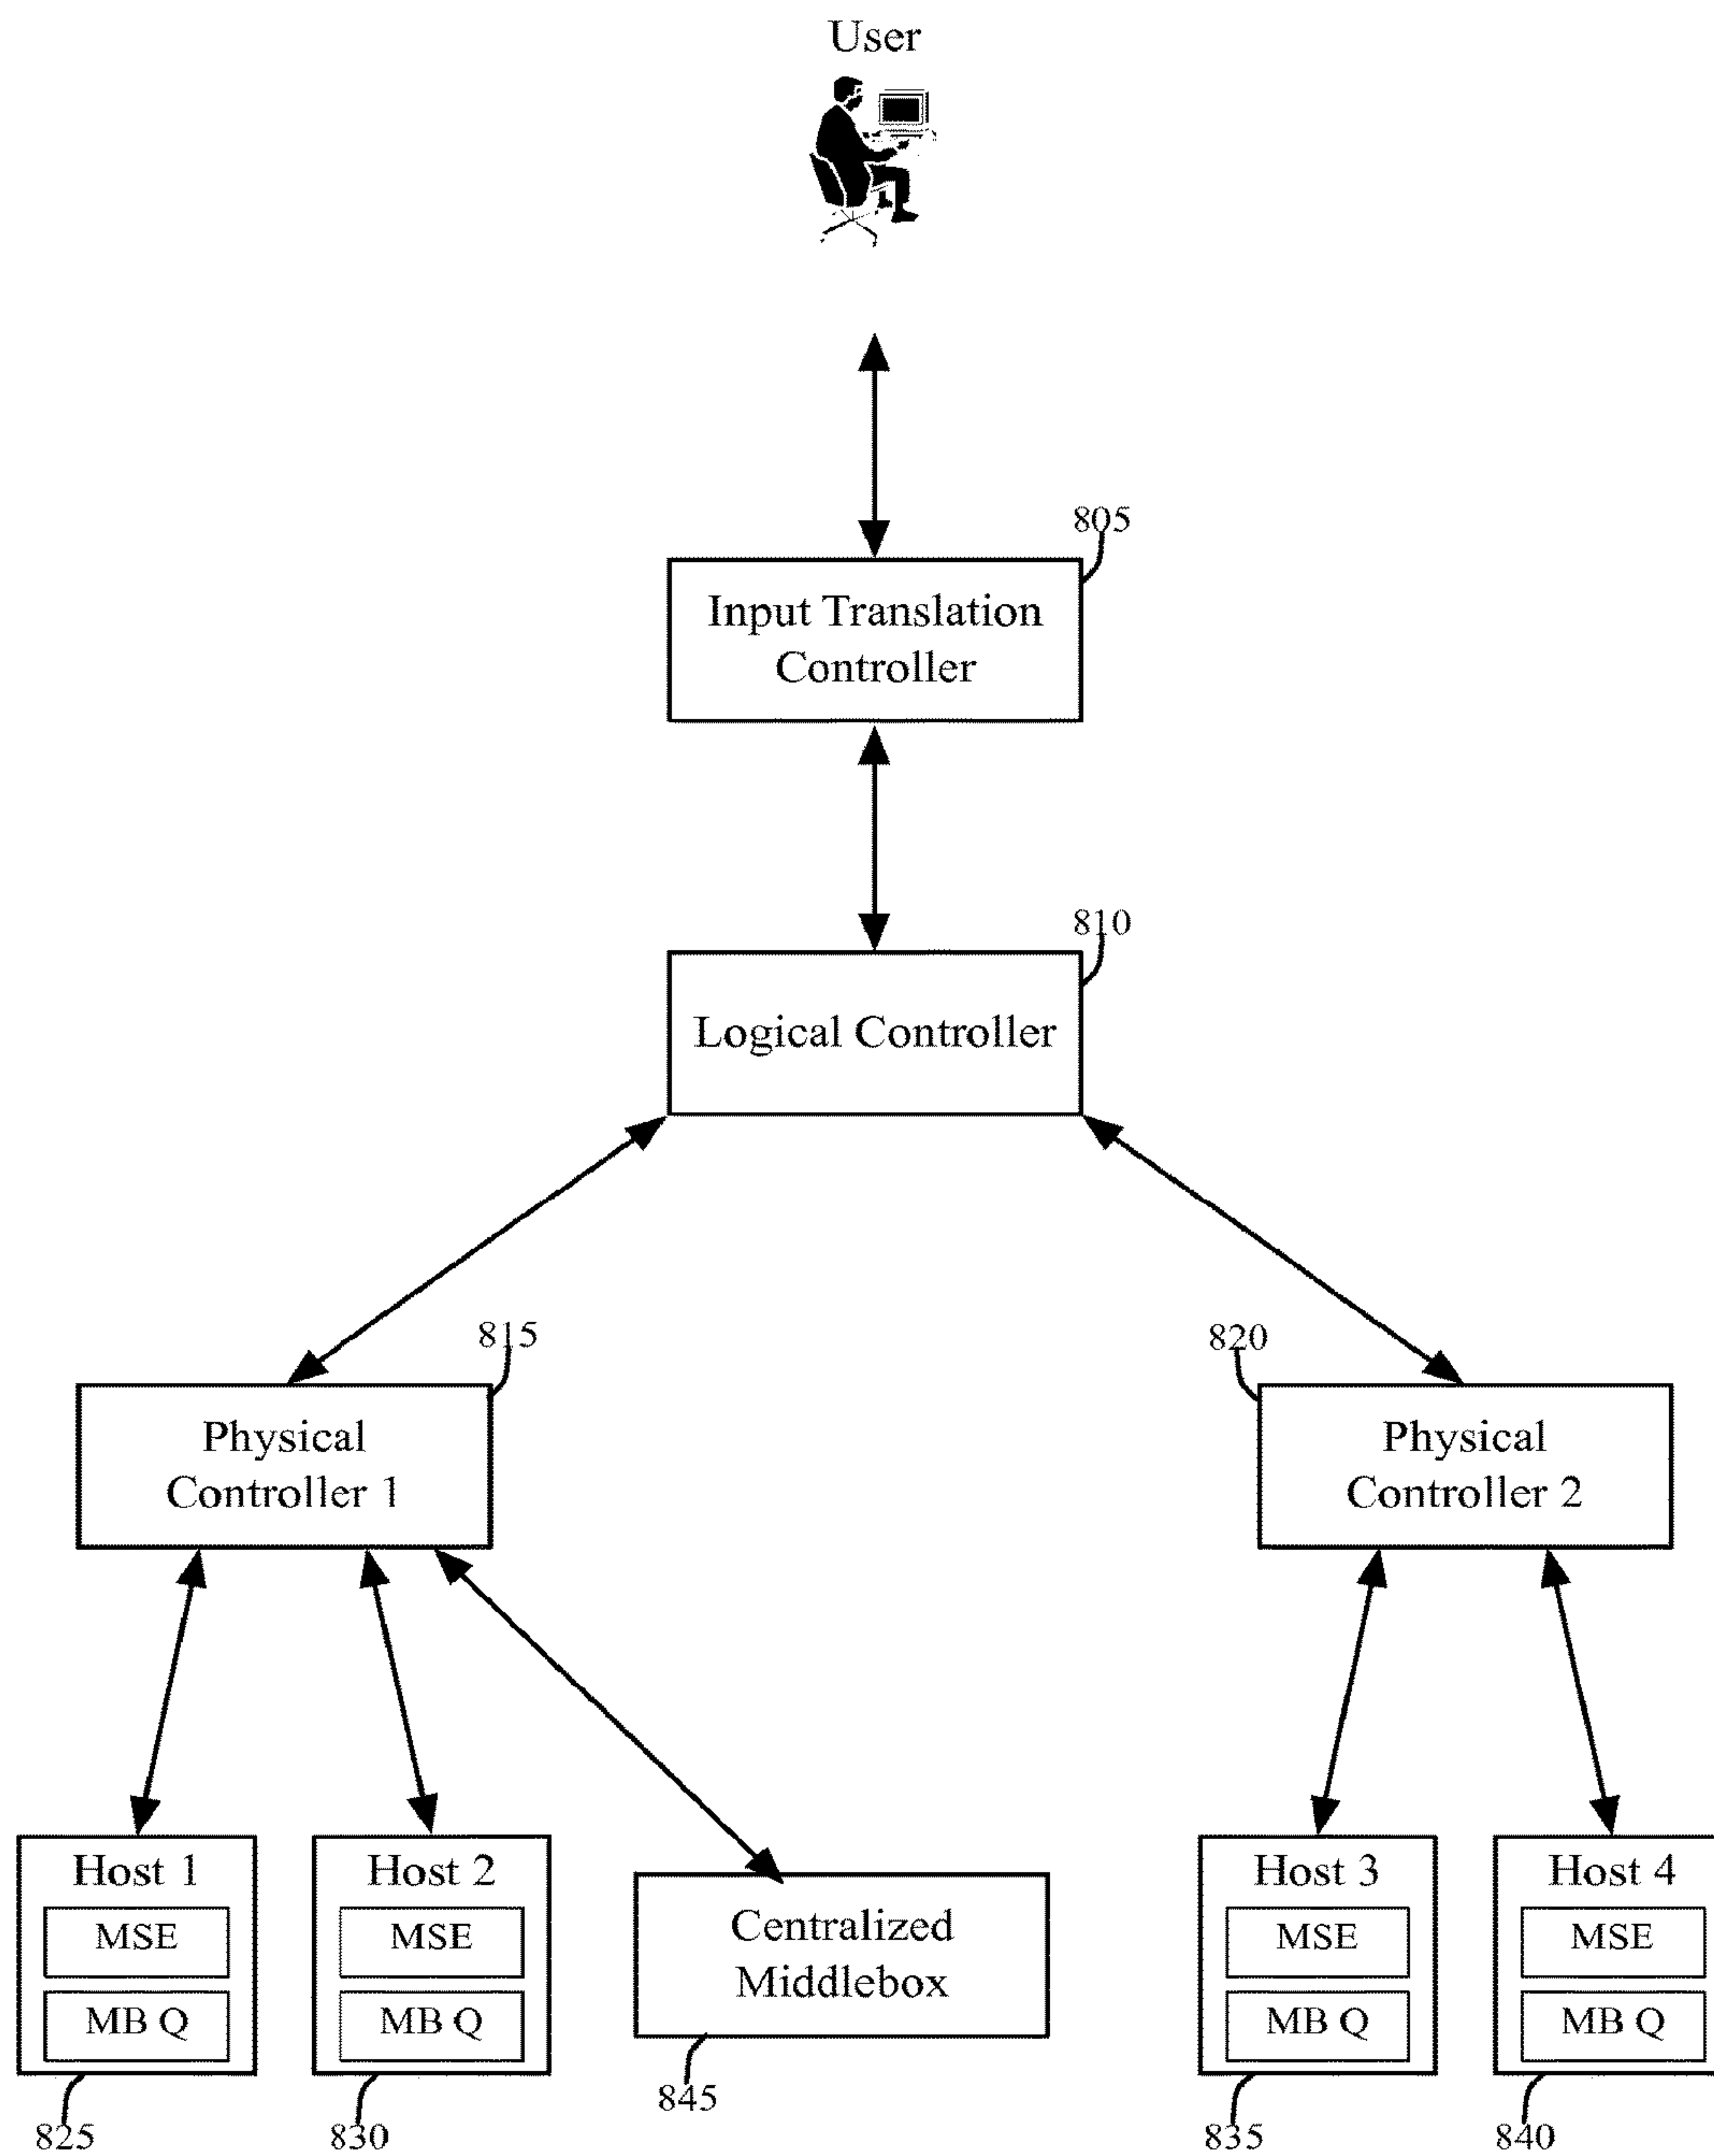 User
805
Input Translation
Controller
810
Logical Controller
815
820
Physical
Controller 1
Physical
Controller 2
Host 1
MSE
MB Q
Host 2
MSE
MB Q
Centralized
Middlebox
Host 3
MSE
MB Q
Host 4
MSE
MB Q
825
830
845
835
840